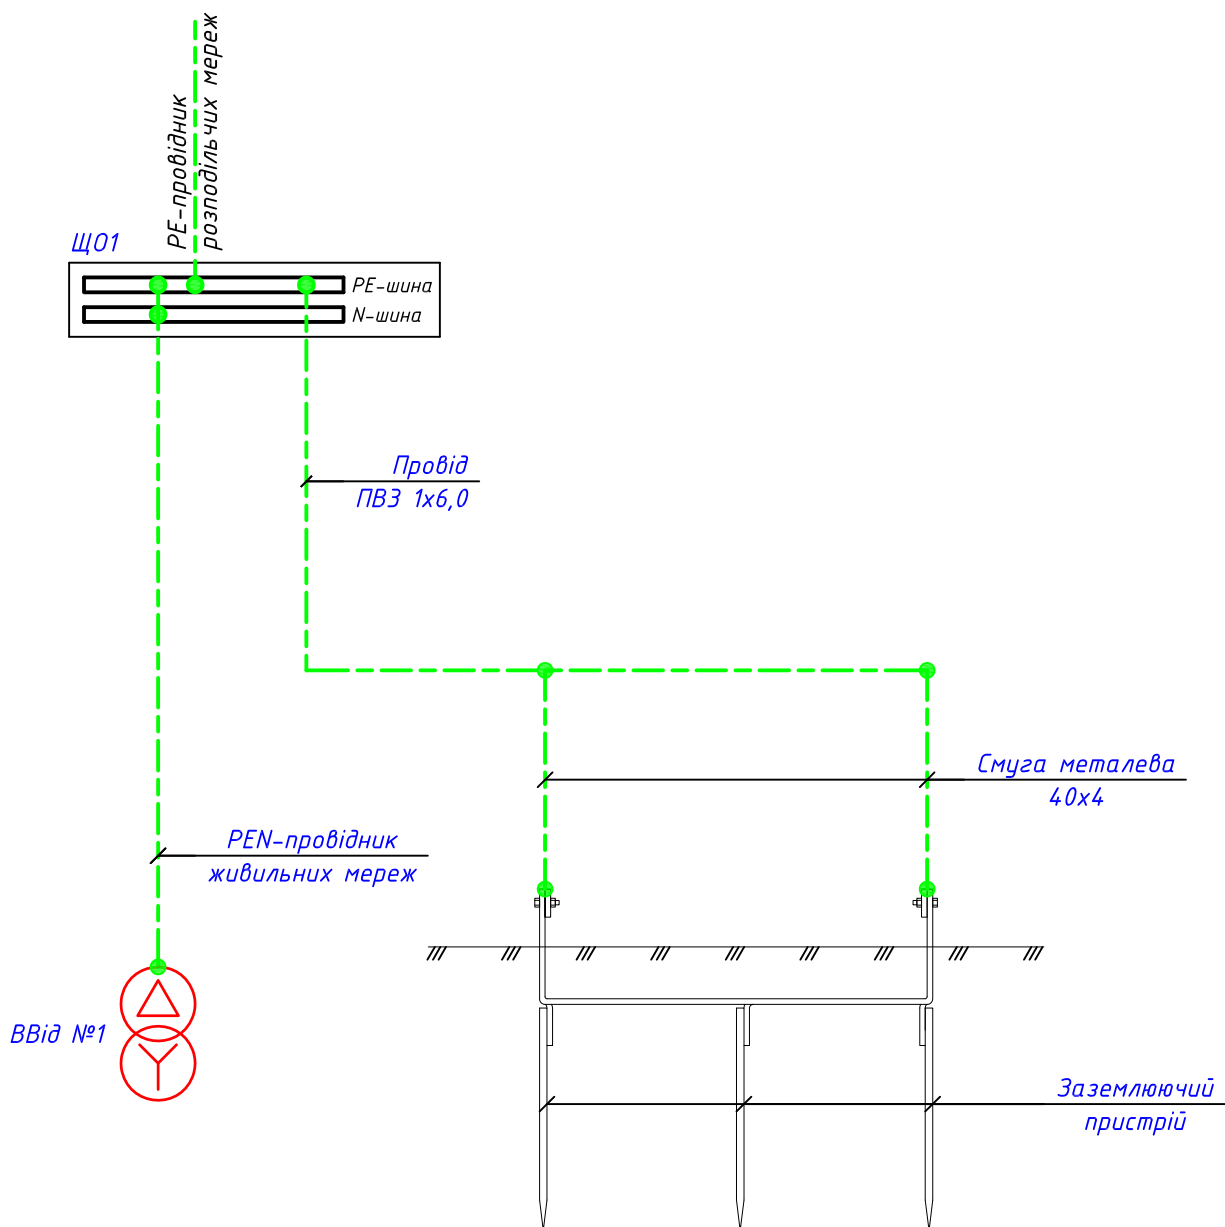 PE-провідник
розподільчих мереж
ЩО1
PE-шина
N-шина
Провід
ПВ3 1х6,0
Смуга металева
40х4
PEN-провідник
живильних мереж
ВВід №1
Заземлюючий
пристрій